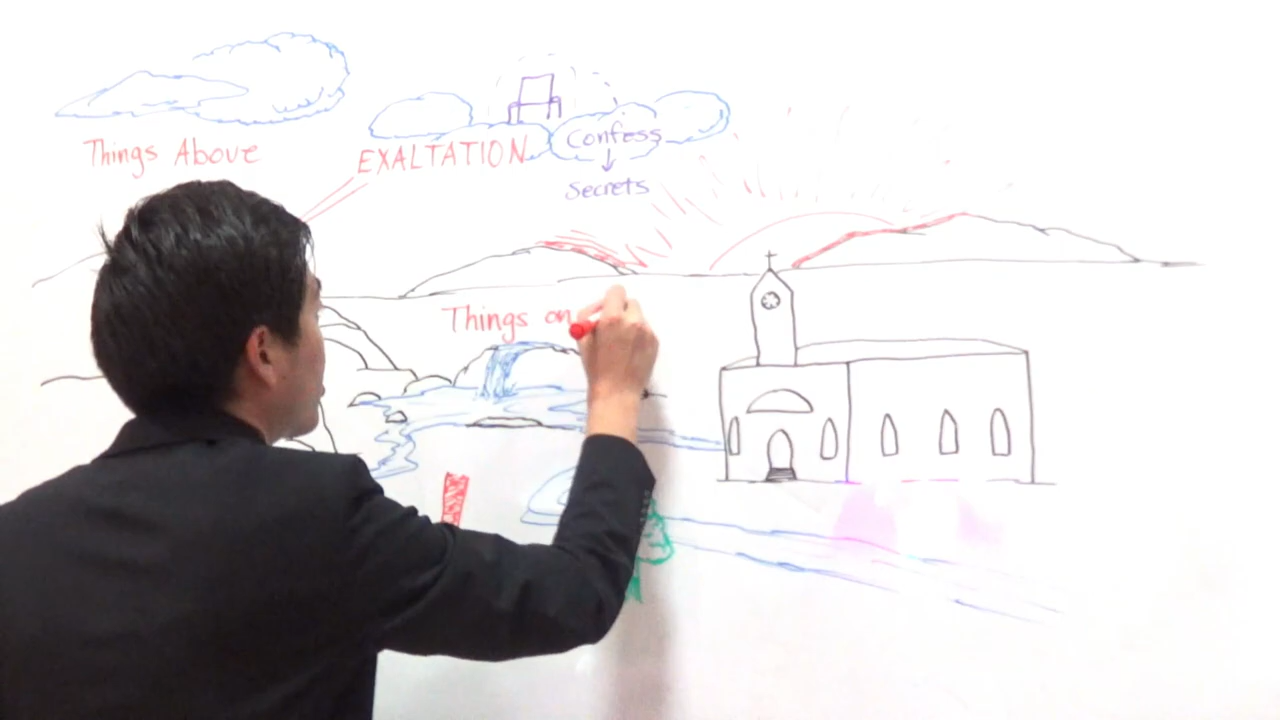 Things Above
EXALTATION
Confess
Secrets
Things on